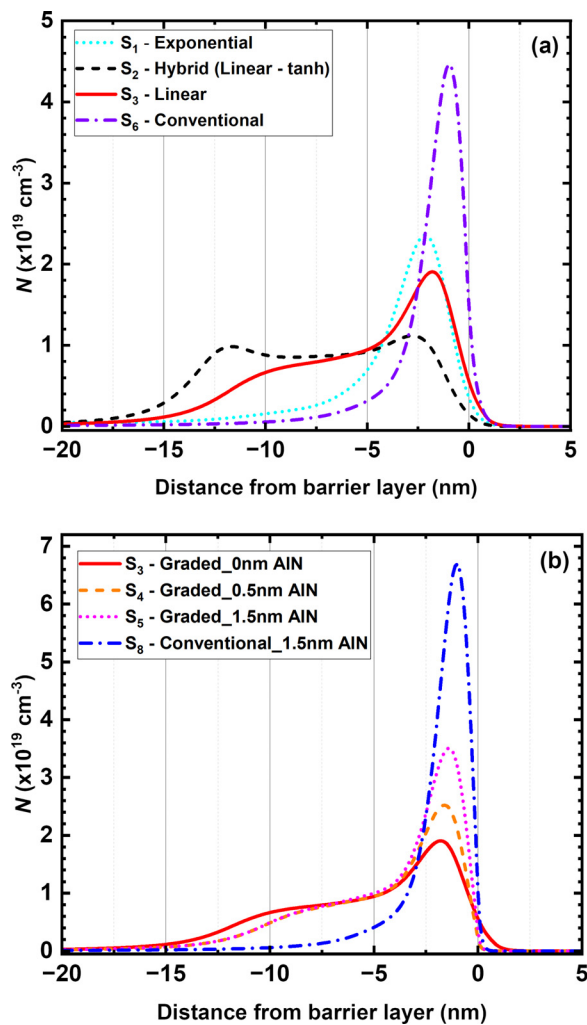 (a)
S₁ - Exponential
S₂ - Hybrid (Linear - tanh)
S₃ - Linear
S₆ - Conventional
5
4
3
2
1
0
N (x10¹⁹ cm⁻³)
−20 −15 −10 −5 0 5
Distance from barrier layer (nm)
(b)
S₃ - Graded_0nm AlN
S₄ - Graded_0.5nm AlN
S₅ - Graded_1.5nm AlN
S₈ - Conventional_1.5nm AlN
7
6
5
4
3
2
1
0
N (x10¹⁹ cm⁻³)
−20 −15 −10 −5 0 5
Distance from barrier layer (nm)